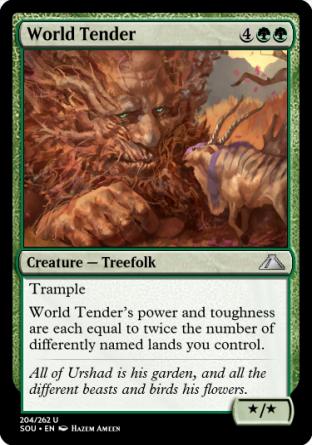 World Tender 4
Creature — Treefolk
Trample
World Tender's power and toughness
are each equal to twice the number of
differently named lands you control.
All of Urshad is his garden, and all the
different beasts and birds his flowers.
★/★
204/262 U
SOU • EN HAZEM AMEEN